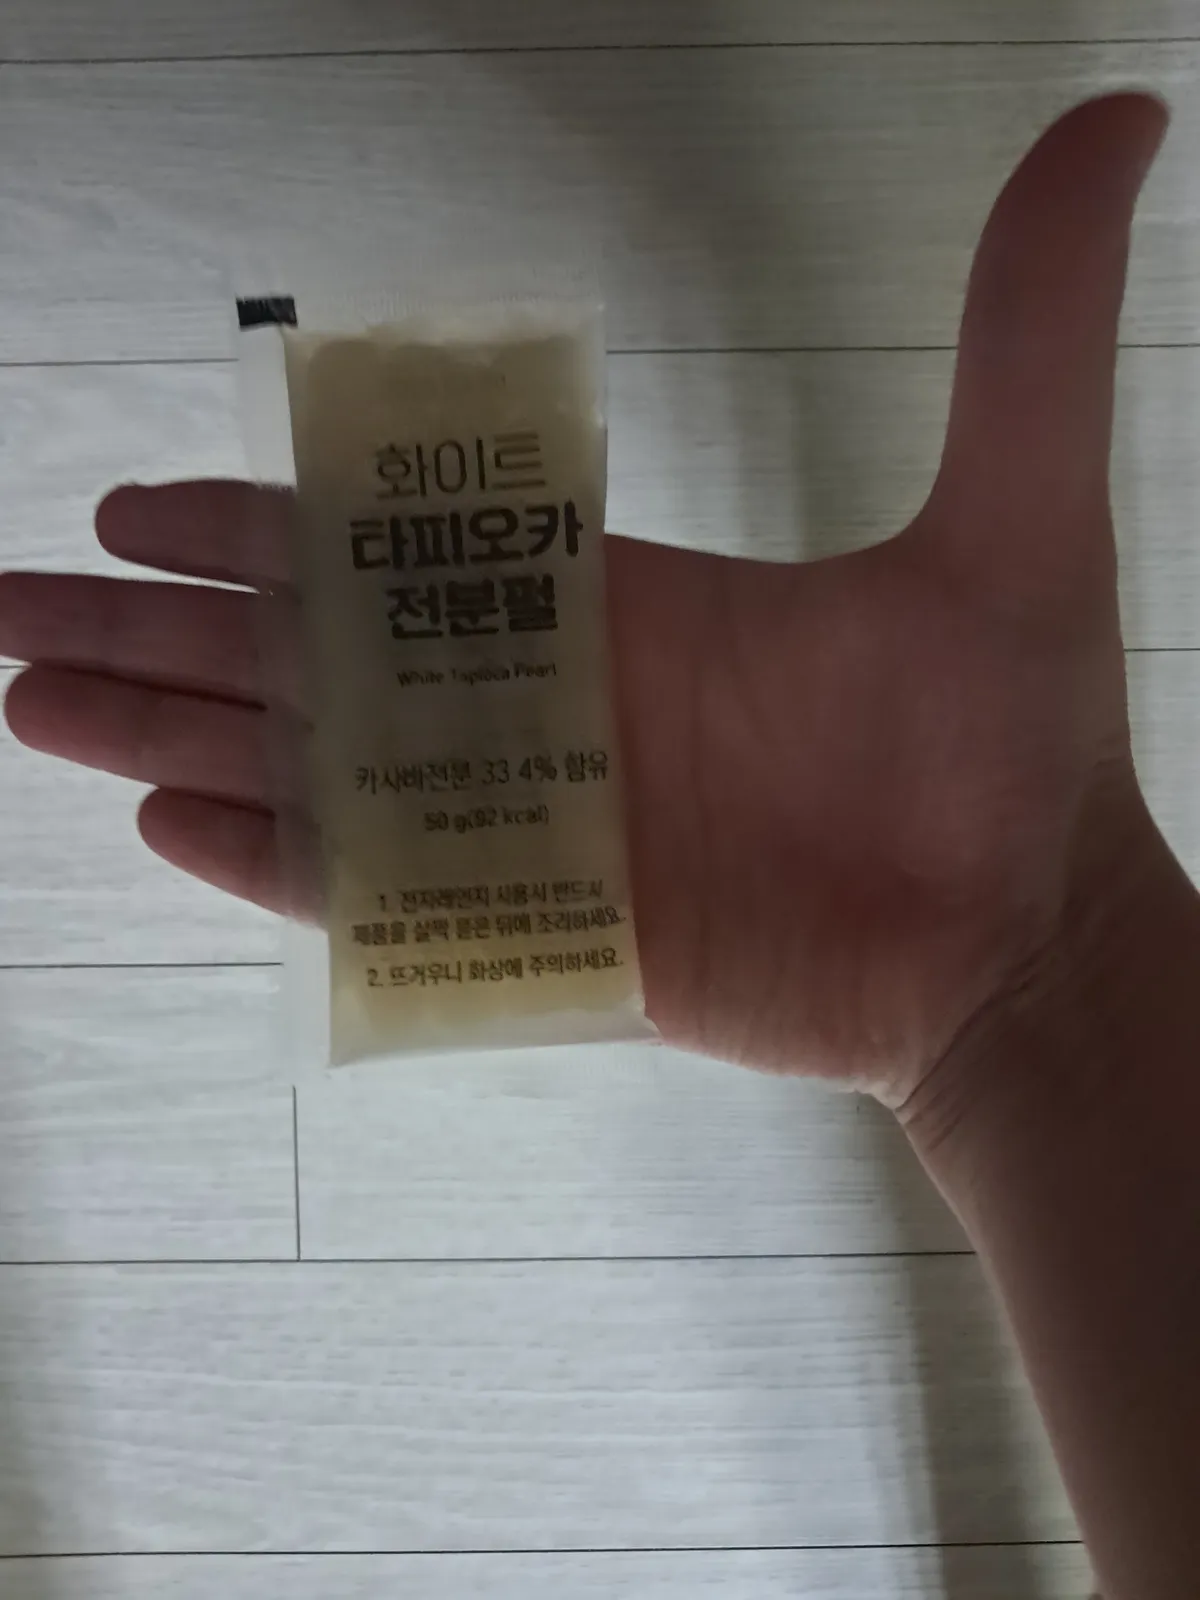 화이트
타피오카
전분펄
White Tapioca Pearl
카사바전분 33 4% 함유
50 g(92 kcal)
1. 전자레인지 사용시 반드시
제품을 살짝 뜯은 뒤에 조리하세요.
2. 뜨거우니 화상에 주의하세요.